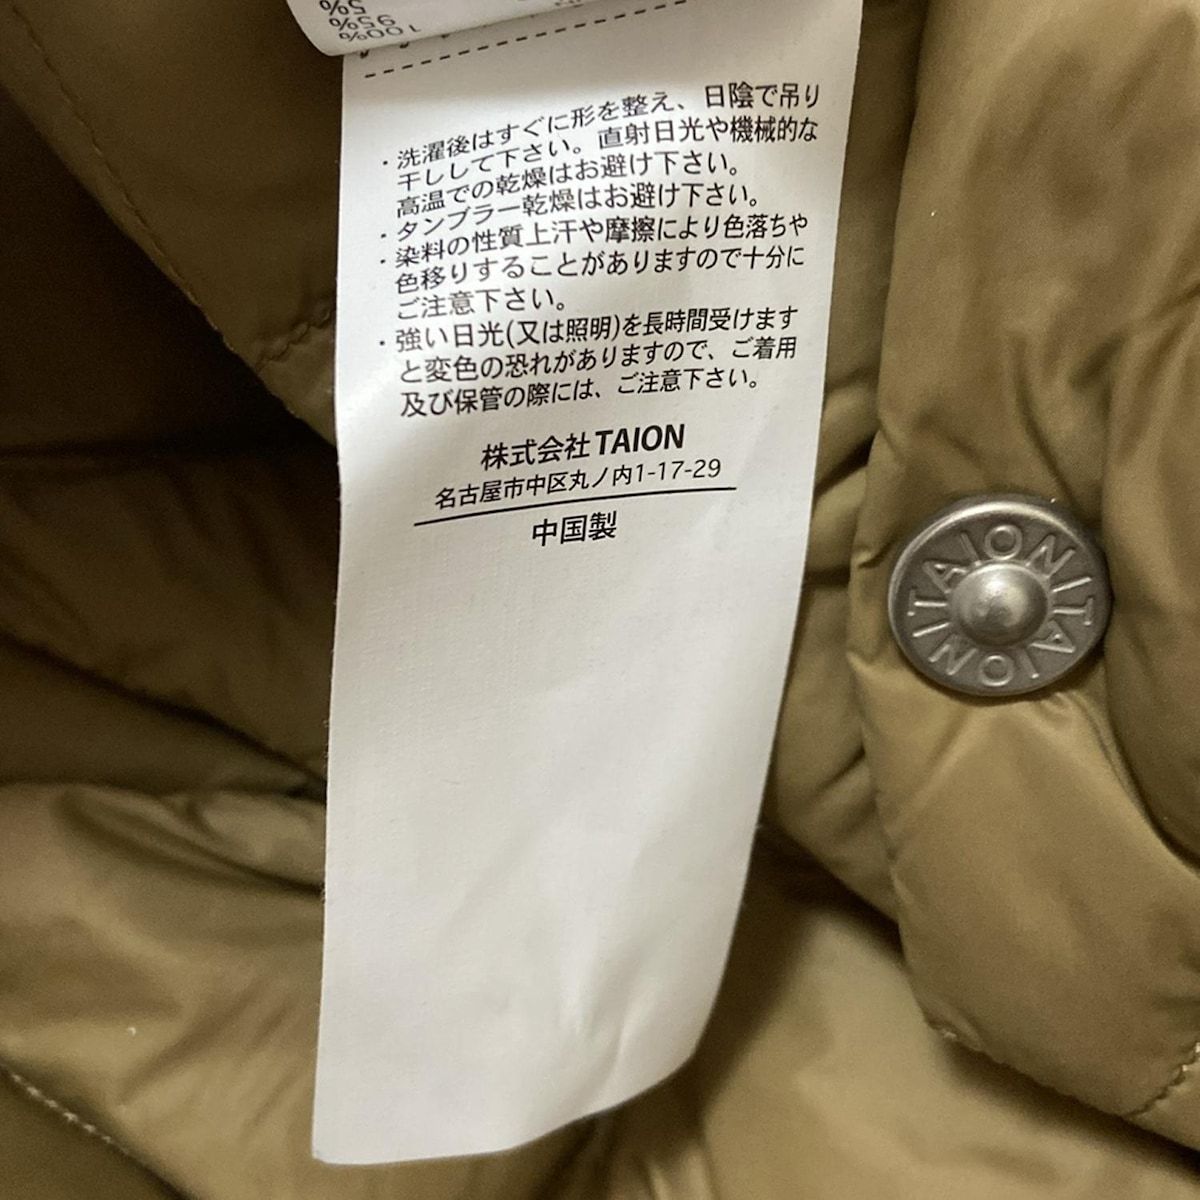 100%
95%
5%
・洗濯後はすぐに形を整え、日陰で吊り
干しして下さい。直射日光や機械的な
高温での乾燥はお避け下さい。
・タンブラー乾燥はお避け下さい。
・染料の性質上汗や摩擦により色落ちや
色移りすることがありますので十分に
ご注意下さい。
・強い日光(又は照明)を長時間受けます
と変色の恐れがありますので、ご着用
及び保管の際には、ご注意下さい。
株式会社 TAION
名古屋市中区丸ノ内1-17-29
中国製
TAION TAION